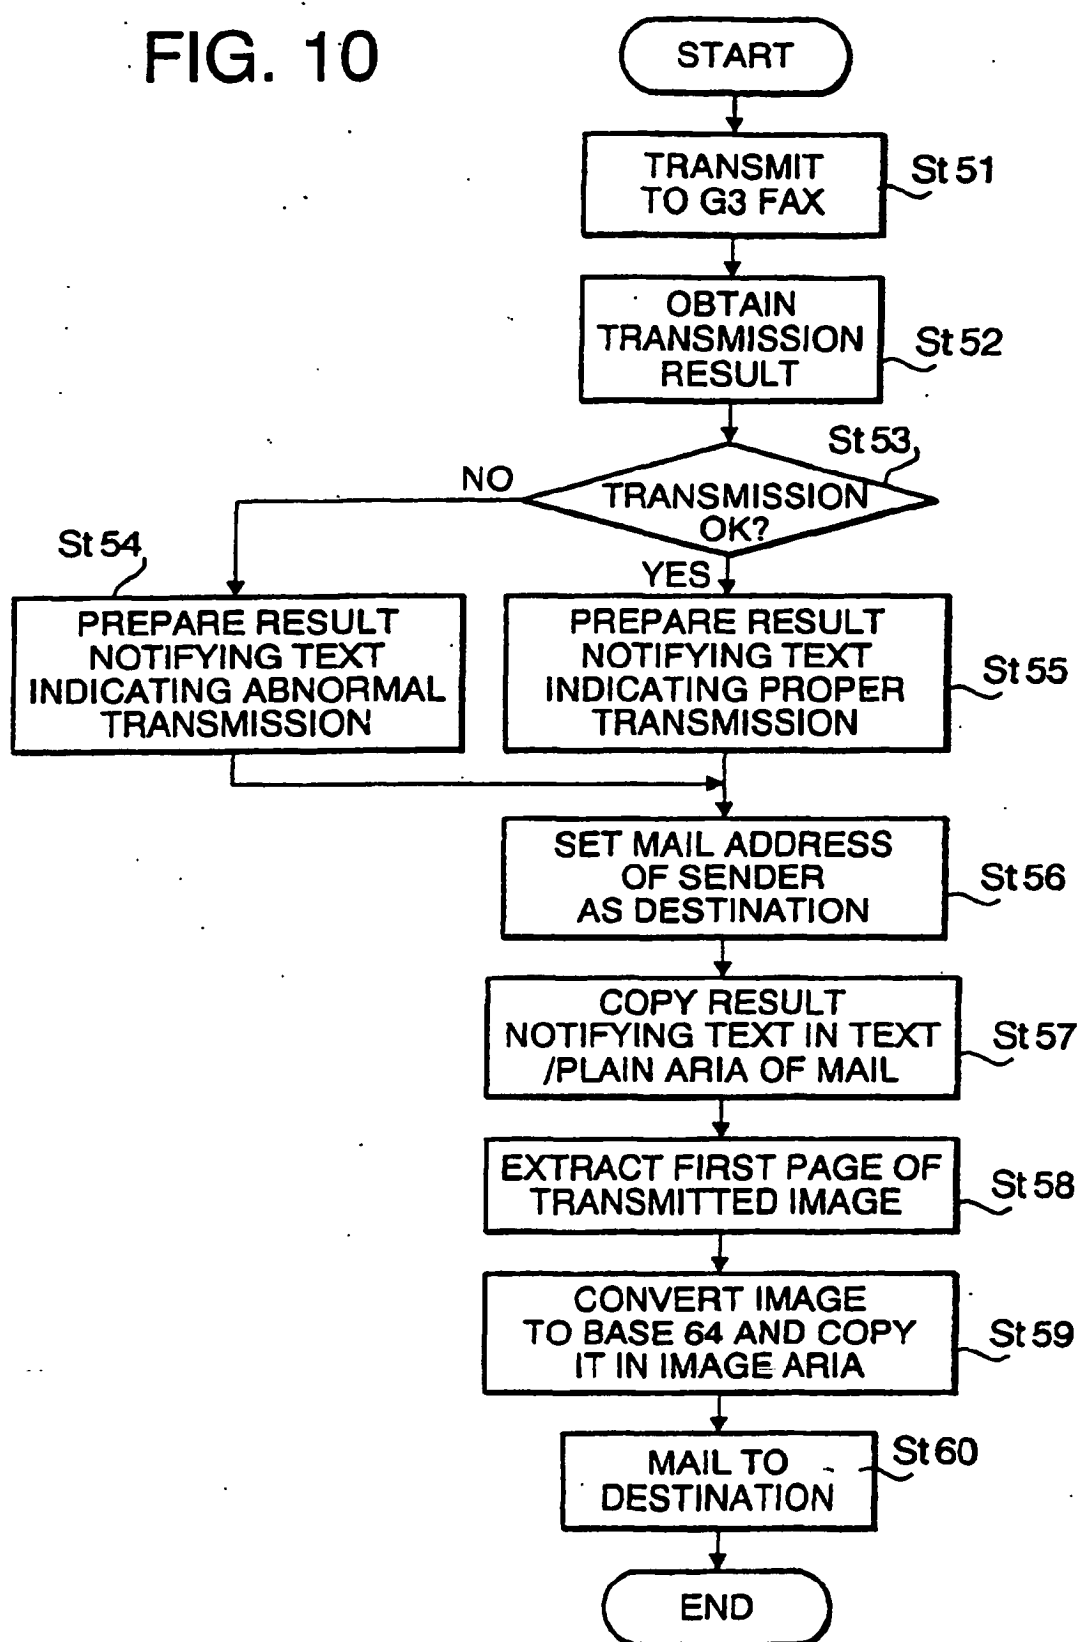 FIG. 10
START
TRANSMIT
TO G3 FAX
St 51
OBTAIN
TRANSMISSION
RESULT
St 52
St 53
TRANSMISSION
OK?
NO
YES
St 54
PREPARE RESULT
NOTIFYING TEXT
INDICATING ABNORMAL
TRANSMISSION
PREPARE RESULT
NOTIFYING TEXT
INDICATING PROPER
TRANSMISSION
St 55
SET MAIL ADDRESS
OF SENDER
AS DESTINATION
St 56
COPY RESULT
NOTIFYING TEXT IN TEXT
/PLAIN ARIA OF MAIL
St 57
EXTRACT FIRST PAGE OF
TRANSMITTED IMAGE
St 58
CONVERT IMAGE
TO BASE 64 AND COPY
IT IN IMAGE ARIA
St 59
MAIL TO
DESTINATION
St 60
END